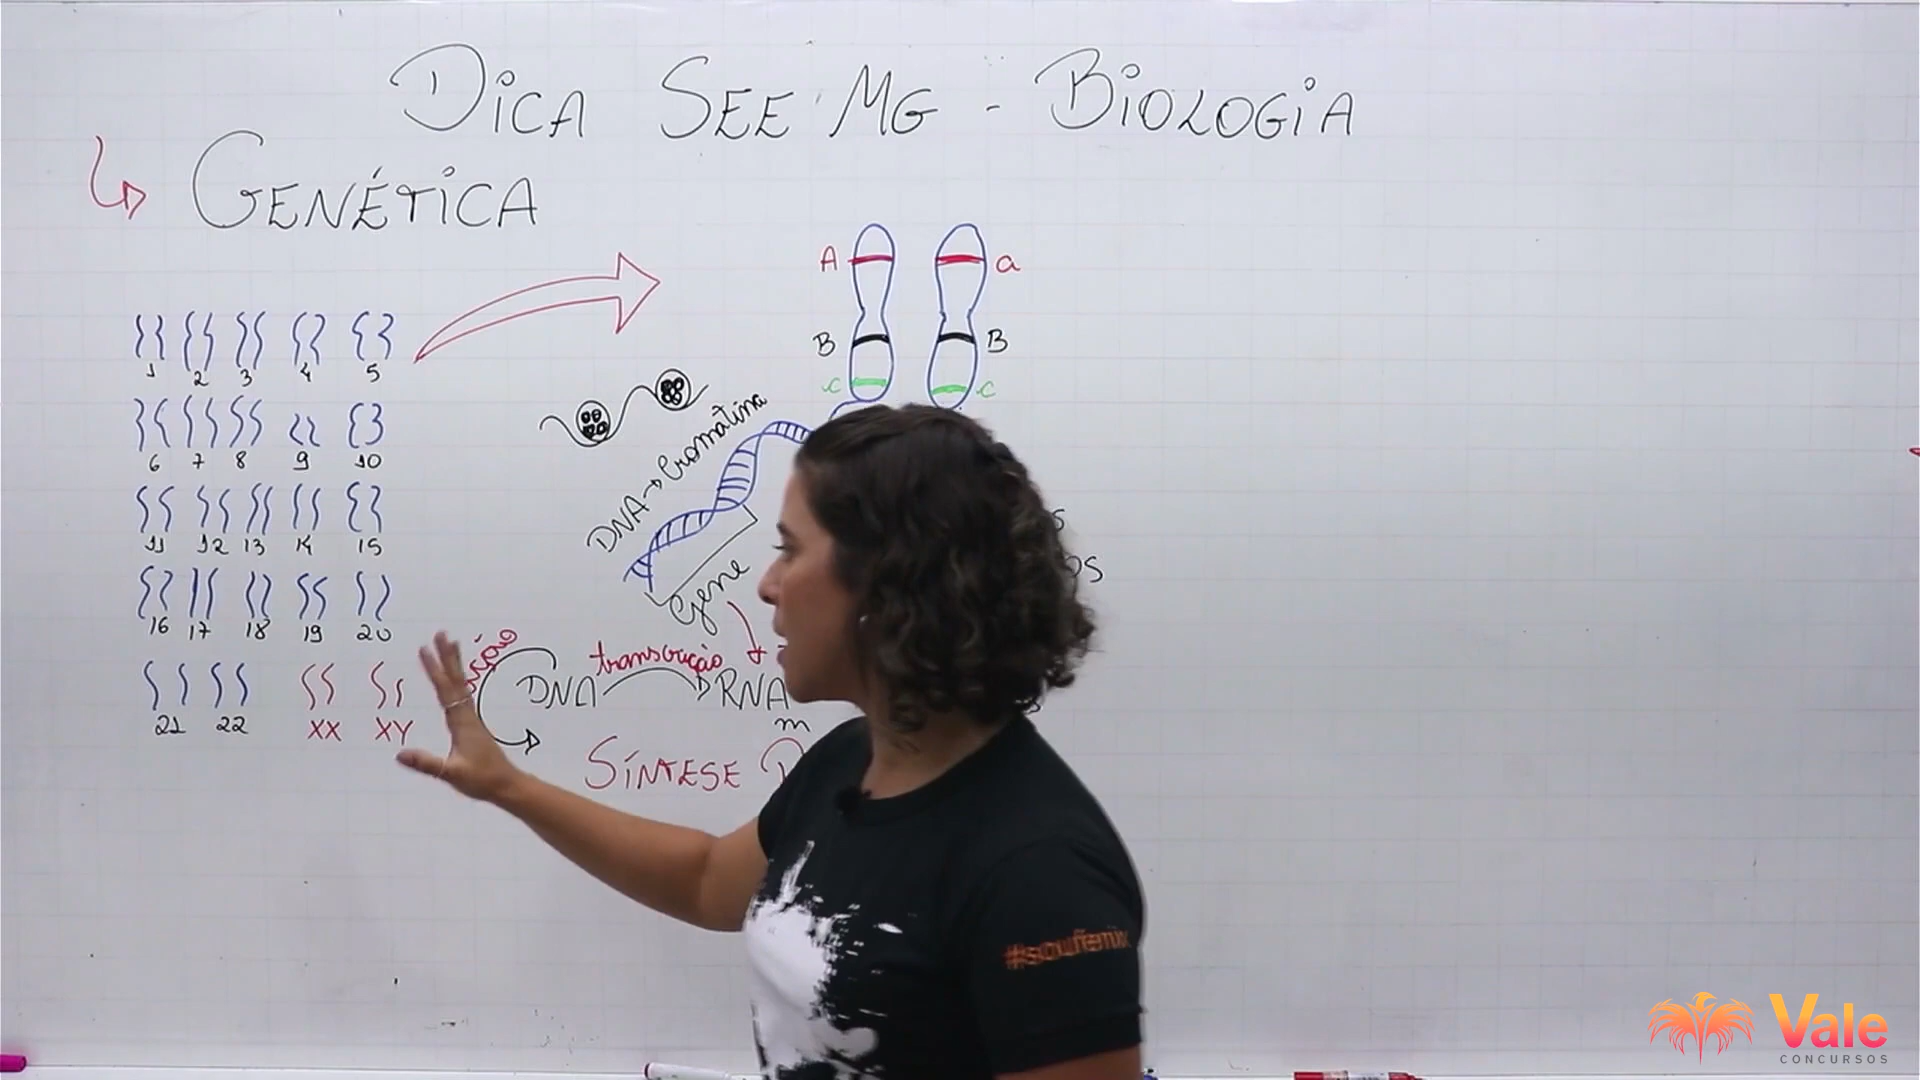 DICA SEE MG - BIOLOGIA
GENÉTICA
A a
B B
c c
1 2 3 4 5
6 7 8 9 10
11 12 13 14 15
16 17 18 19 20
21 22 XX XY
DNA → Cromatina
Gene
DNA transcrição RNA
m
SÍNTESE
#soufenix
Vale
CONCURSOS